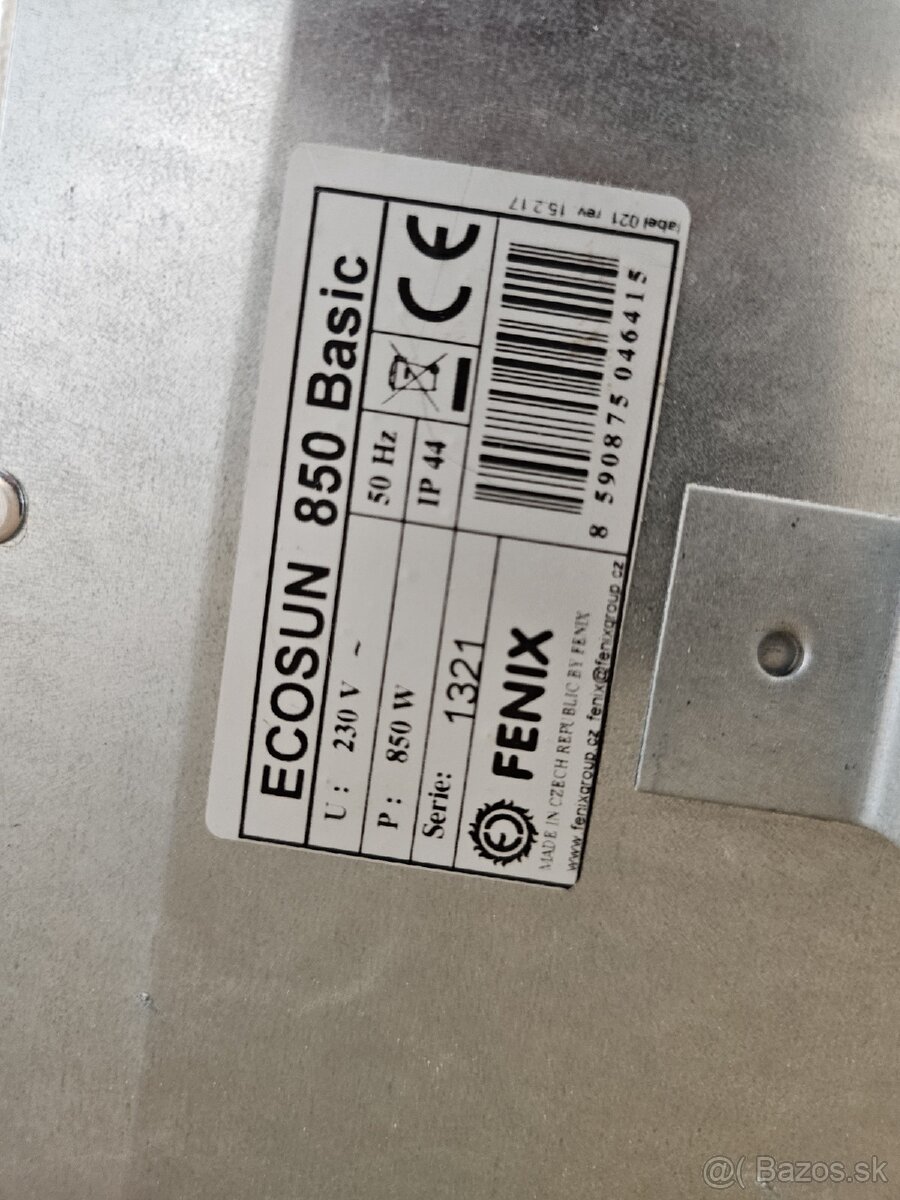 ECOSUN 850 Basic
U : 230 V ~
50 Hz
P : 850 W
IP 44
Serie:
1321
CE
FENIX
MADE IN CZECH REPUBLIC BY FENIX
www.fenixgroup.cz fenix@fenixgroup.cz
8 590875 046415
label 021 rev 15.2.17
@( Bazos.sk